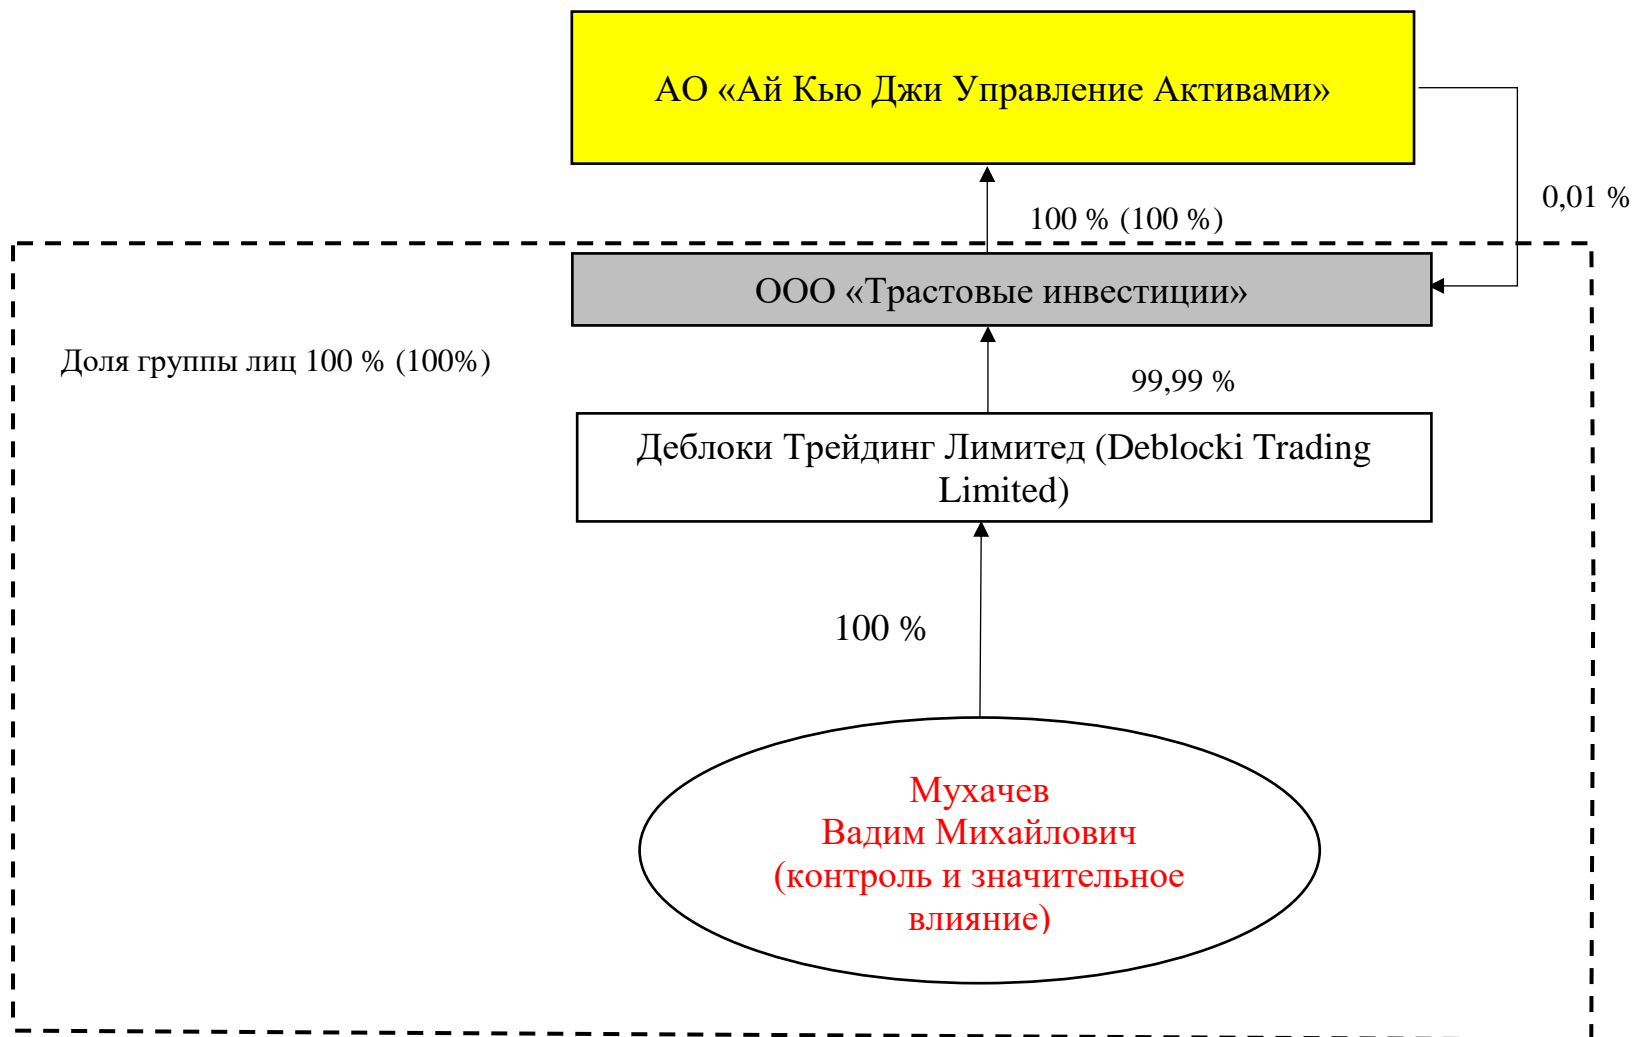 АО «Ай Кью Джи Управление Активами»
0,01 %
100 % (100 %)
ООО «Трастовые инвестиции»
Доля группы лиц 100 % (100%)
99,99 %
Деблоки Трейдинг Лимитед (Deblocki Trading
Limited)
100 %
Мухачев
Вадим Михайлович
(контроль и значительное
влияние)